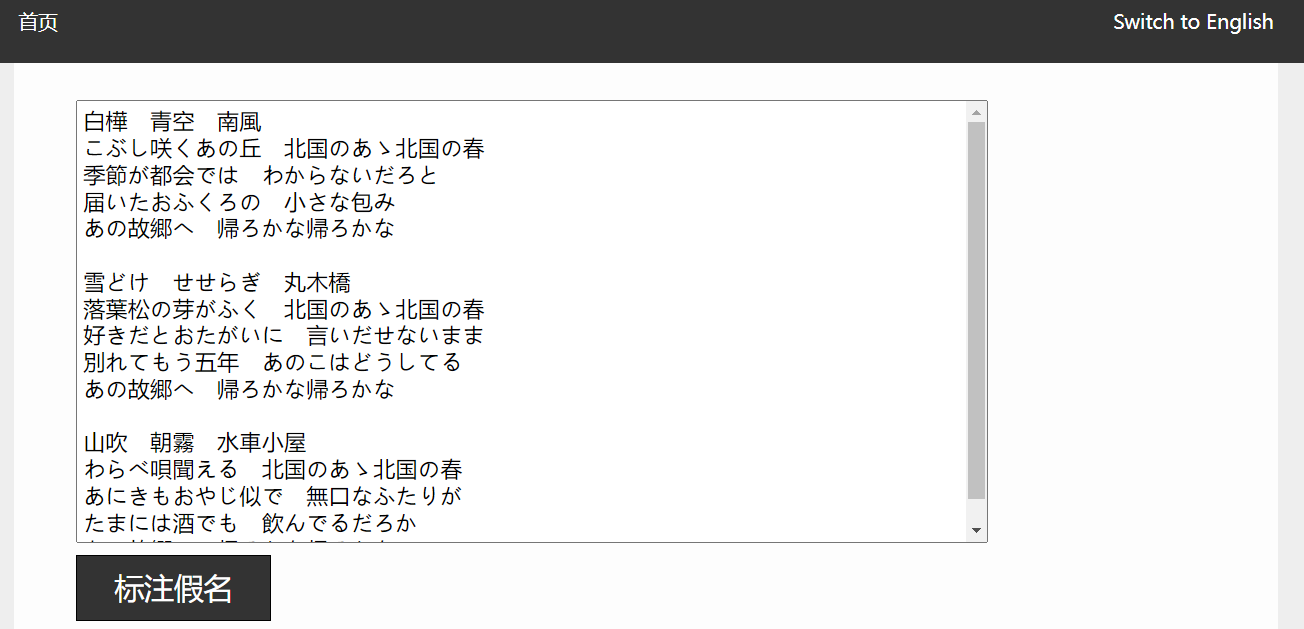 首页
Switch to English
白樺　青空　南風
こぶし咲くあの丘　北国のあゝ北国の春
季節が都会では　わからないだろと
届いたおふくろの　小さな包み
あの故郷へ　帰ろかな帰ろかな
雪どけ　せせらぎ　丸木橋
落葉松の芽がふく　北国のあゝ北国の春
好きだとおたがいに　言いだせないまま
別れてもう五年　あのこはどうしてる
あの故郷へ　帰ろかな帰ろかな
山吹　朝霧　水車小屋
わらべ唄聞える　北国のあゝ北国の春
あにきもおやじ似で　無口なふたりが
たまには酒でも　飲んでるだろか
标注假名